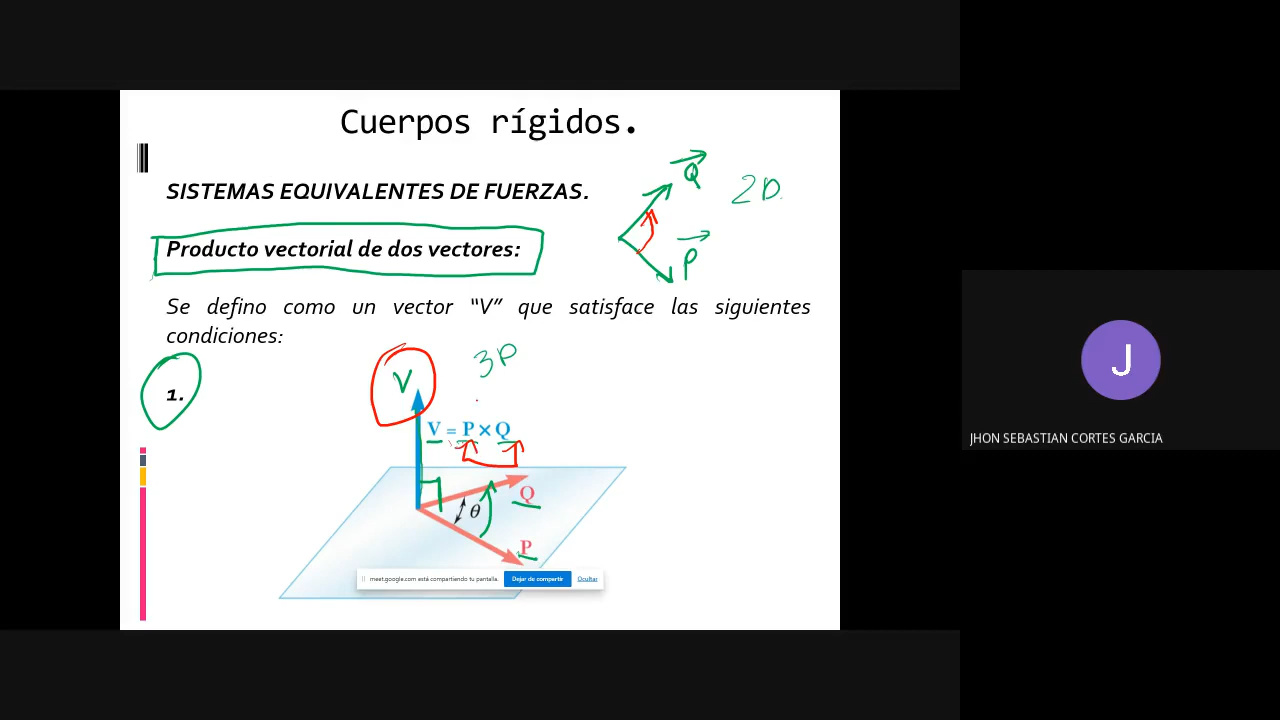 Cuerpos rígidos.
SISTEMAS EQUIVALENTES DE FUERZAS.
Q
2D
Producto vectorial de dos vectores:
P
Se defino como un vector “V” que satisface las siguientes
condiciones:
3D
1.
V
V = P × Q
Q
θ
P
meet.google.com está compartiendo tu pantalla.
Dejar de compartir
Ocultar
J
JHON SEBASTIAN CORTES GARCIA